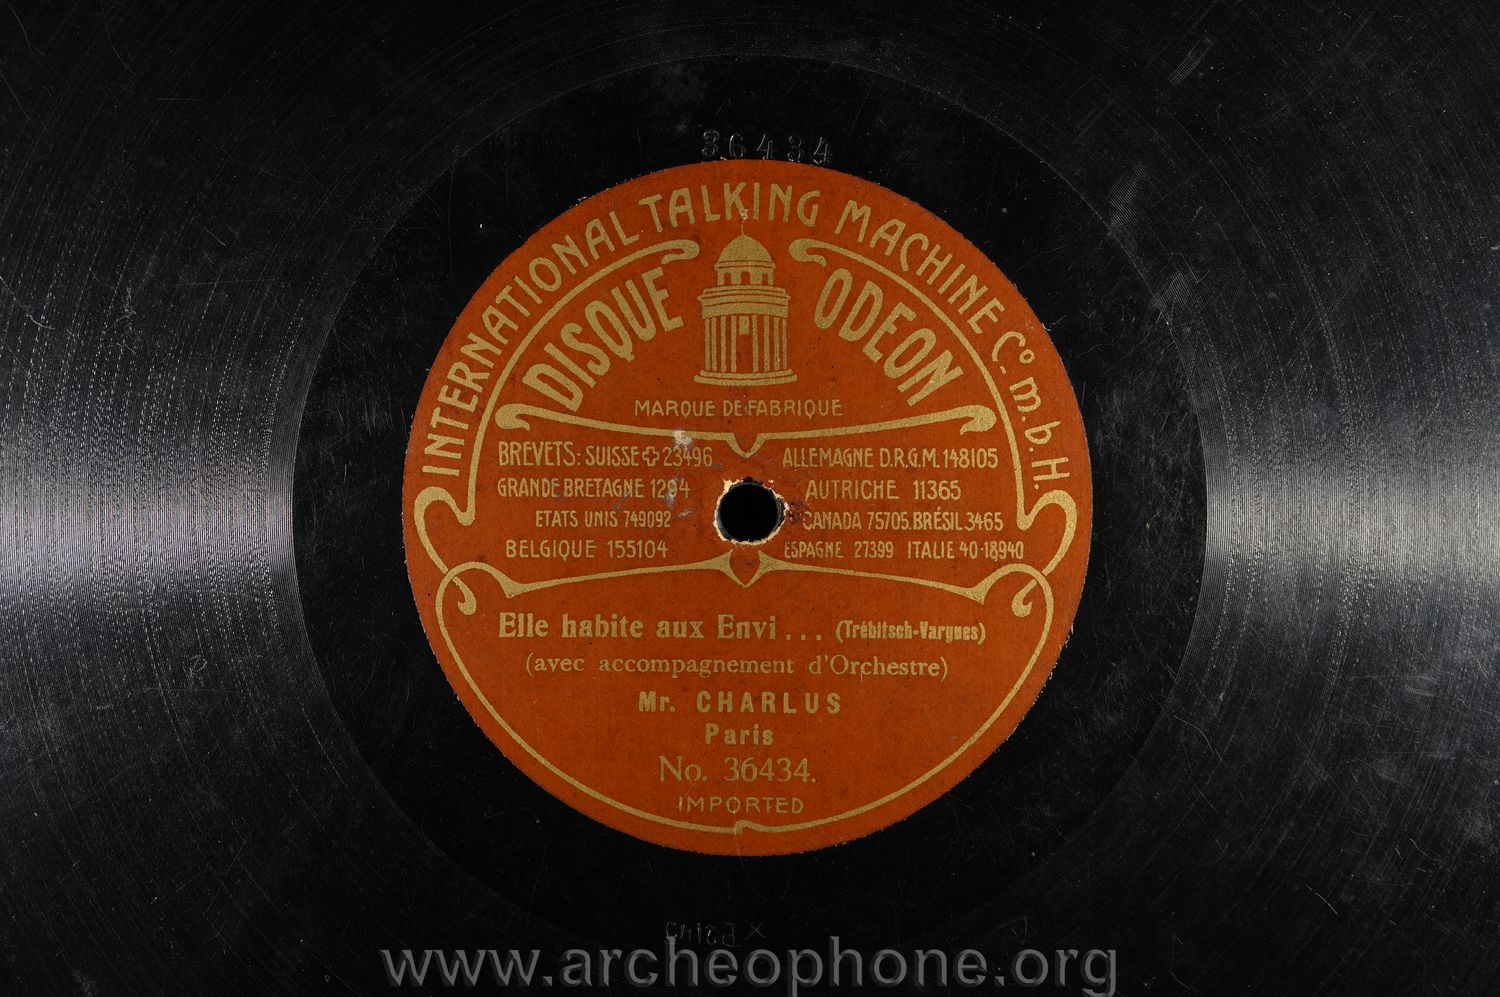 36434
INTERNATIONAL TALKING MACHINE Co. m. b. H.
DISQUE ODEON
MARQUE DE FABRIQUE
BREVETS: SUISSE 23496 ALLEMAGNE D.R.G.M. 148105
GRANDE BRETAGNE 1294 AUTRICHE 11365
ETATS UNIS 749092 CANADA 75705. BRÉSIL 3465
BELGIQUE 155104 ESPAGNE 27399 ITALIE 40-18940
Elle habite aux Envi... (Trébitsch-Vargues)
(avec accompagnement d'Orchestre)
Mr. CHARLUS
Paris
No. 36434.
IMPORTED
www.archeophone.org